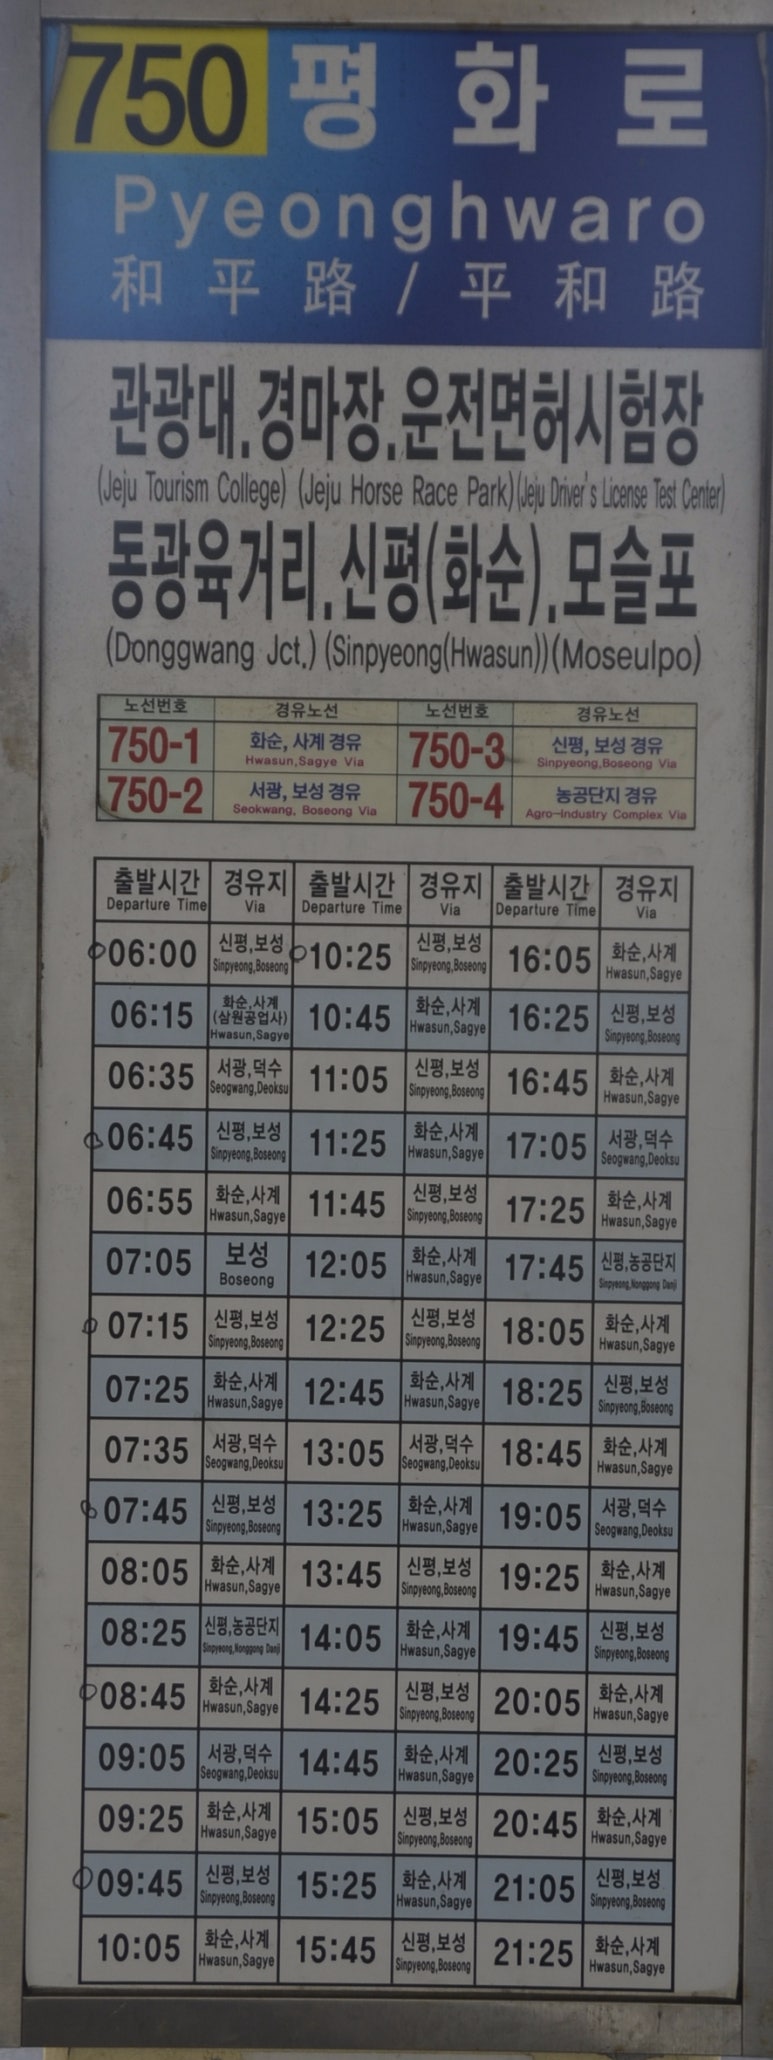 750 평화로
Pyeonghwaro
和平路 / 平和路
관광대.경마장.운전면허시험장
(Jeju Tourism College) (Jeju Horse Race Park)(Jeju Driver's License Test Center)
동광육거리.신평(화순).모슬포
(Donggwang Jct.) (Sinpyeong(Hwasun))(Moseulpo)
노선번호 경유노선 노선번호 경유노선
750-1 화순, 사계 경유 750-3 신평, 보성 경유
Hwasun,Sagye Via Sinpyeong,Boseong Via
750-2 서광, 보성 경유 750-4 농공단지 경유
Seokwang, Boseong Via Agro-Industry Complex Via
출발시간 경유지 출발시간 경유지 출발시간 경유지
Departure Time Via Departure Time Via Departure Time Via
06:00 신평,보성 10:25 신평,보성 16:05 화순,사계
Sinpyeong,Boseong Sinpyeong,Boseong Hwasun,Sagye
06:15 화순,사계 (삼원공업사) 10:45 화순,사계 16:25 신평,보성
Hwasun,Sagye Hwasun,Sagye Sinpyeong,Boseong
06:35 서광,덕수 11:05 신평,보성 16:45 화순,사계
Seogwang,Deoksu Sinpyeong,Boseong Hwasun,Sagye
06:45 신평,보성 11:25 화순,사계 17:05 서광,덕수
Sinpyeong,Boseong Hwasun,Sagye Seogwang,Deoksu
06:55 화순,사계 11:45 신평,보성 17:25 화순,사계
Hwasun,Sagye Sinpyeong,Boseong Hwasun,Sagye
07:05 보성 12:05 화순,사계 17:45 신평,농공단지
Boseong Hwasun,Sagye Sinpyeong,Nonggong Danji
07:15 신평,보성 12:25 신평,보성 18:05 화순,사계
Sinpyeong,Boseong Sinpyeong,Boseong Hwasun,Sagye
07:25 화순,사계 12:45 화순,사계 18:25 신평,보성
Hwasun,Sagye Hwasun,Sagye Sinpyeong,Boseong
07:35 서광,덕수 13:05 서광,덕수 18:45 화순,사계
Seogwang,Deoksu Seogwang,Deoksu Hwasun,Sagye
07:45 신평,보성 13:25 화순,사계 19:05 서광,덕수
Sinpyeong,Boseong Hwasun,Sagye Seogwang,Deoksu
08:05 화순,사계 13:45 신평,보성 19:25 화순,사계
Hwasun,Sagye Sinpyeong,Boseong Hwasun,Sagye
08:25 신평,농공단지 14:05 화순,사계 19:45 신평,보성
Sinpyeong,Nonggong Danji Hwasun,Sagye Sinpyeong,Boseong
08:45 화순,사계 14:25 신평,보성 20:05 화순,사계
Hwasun,Sagye Sinpyeong,Boseong Hwasun,Sagye
09:05 서광,덕수 14:45 화순,사계 20:25 신평,보성
Seogwang,Deoksu Hwasun,Sagye Sinpyeong,Boseong
09:25 화순,사계 15:05 신평,보성 20:45 화순,사계
Hwasun,Sagye Sinpyeong,Boseong Hwasun,Sagye
09:45 신평,보성 15:25 화순,사계 21:05 신평,보성
Sinpyeong,Boseong Hwasun,Sagye Sinpyeong,Boseong
10:05 화순,사계 15:45 신평,보성 21:25 화순,사계
Hwasun,Sagye Sinpyeong,Boseong Hwasun,Sagye